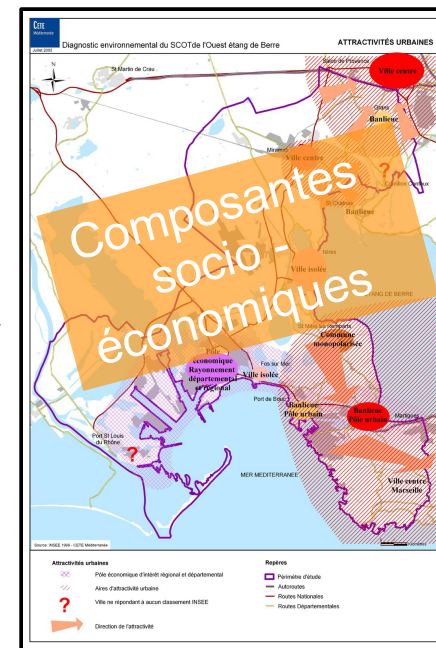 CETE
Méditerranée
Juillet 2005
Diagnostic environnemental du SCOTde l'Ouest étang de Berre
ATTRACTIVITÉS URBAINES
N
St Martin de Crau
Salon de Provence
Ville centre
Grans
Banlieue
Miramas
Ville centre
?
Cornillon Confoux
St Chamas
Banlieue
Composantes
socio -
économiques
Istres
Ville isolée
ETANG DE BERRE
St Mitre les Remparts
Commune
monopolarisée
Pôle
économique
Rayonnement
départemental
et régional
Fos sur Mer
Ville isolée
Port de Bouc
Banlieue
Pôle urbain
Banlieue
Pôle urbain
Martigues
Port St Louis
du Rhône
?
MER MEDITERRANEE
Ville centre
Marseille
Source: INSEE 1999 - CETE Méditerranée
Attractivités urbaines
Pôle économique d'intérêt régional et départemental
Aires d'attractivité urbaine
? Ville ne répondant à aucun classement INSEE
Direction de l'attractivité
Repères
Périmètre d'étude
Autoroutes
Routes Nationales
Routes Départementales